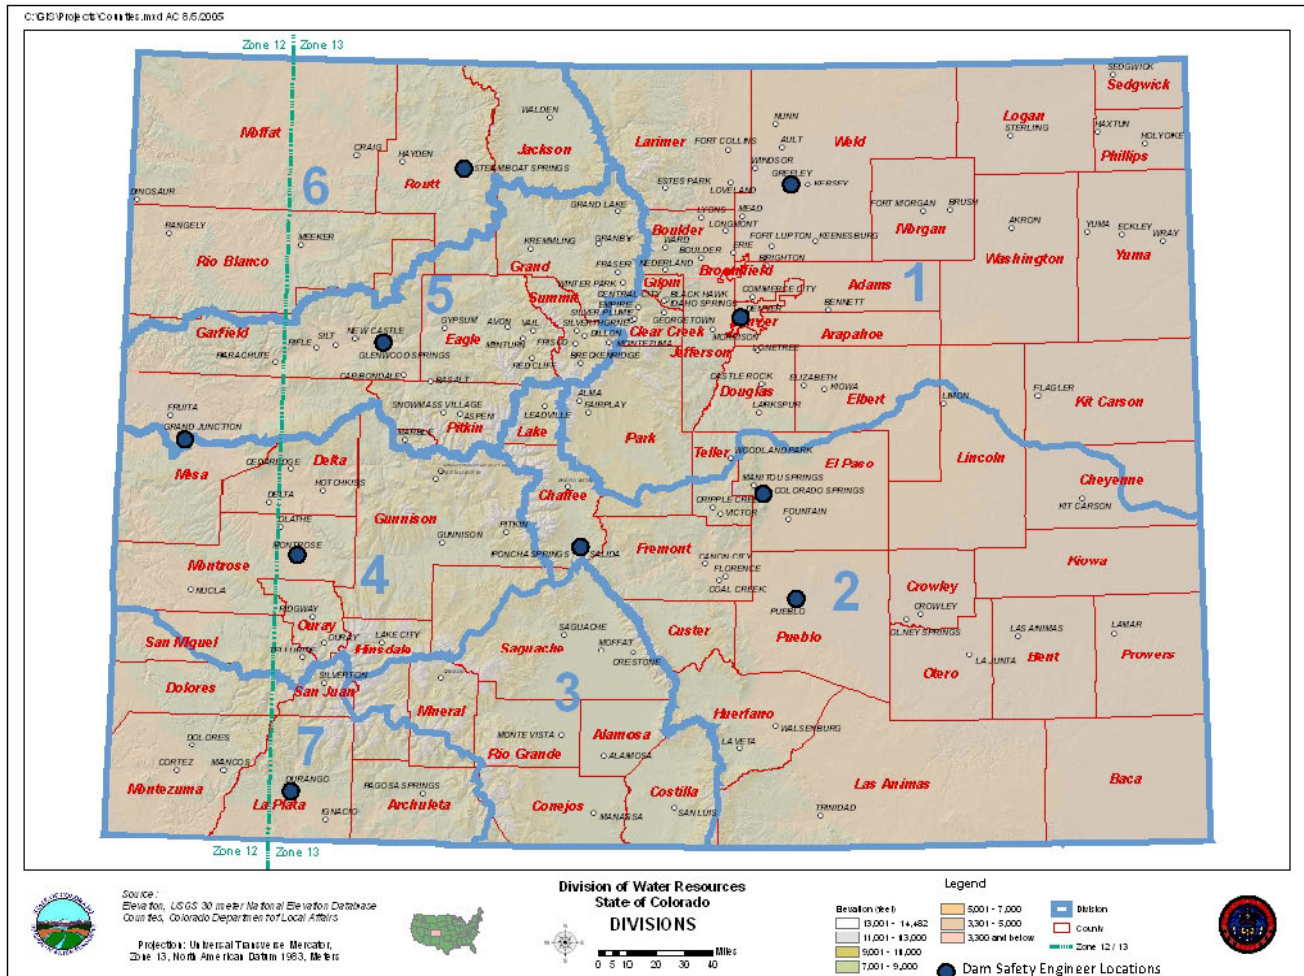 C:\GIS\Projects\Counties.mxd AC 8/5/2005
Zone 12 Zone 13
SEDGWICK
Sedgwick
WALDEN
NUNN
Logan
Moffat
Jackson
Larimer
FORT COLLINS
AULT
Weld
STERLING
HAXTUN
HOLYOKE
Phillips
CRAIG
HAYDEN
STEAMBOAT SPRINGS
WINDSOR
GREELEY
KERSEY
6
Routt
ESTES PARK
LOVELAND
DINOSAUR
GRAND LAKE
LYONS
MEAD
LONGMONT
FORT MORGAN
BRUSH
Morgan
AKRON
YUMA
ECKLEY
WRAY
RANGELY
MEEKER
Rio Blanco
KREMMLING
GRANBY
Boulder
WARD
BOULDER
ERIE
FORT LUPTON
KEENESBURG
Washington
Yuma
Grand
FRASER
NEDERLAND
BRIGHTON
Broomfield
WINTER PARK
Gilpin
5
Summit
CENTRAL CITY
BLACK HAWK
COMMERCE CITY
Adams
1
EMPIRE
IDAHO SPRINGS
DENVER
BENNETT
Garfield
GYPSUM
AVON
VAIL
SILVER PLUME
SILVERTHORNE
GEORGETOWN
Denver
SILT
NEW CASTLE
Eagle
Clear Creek
MORRISON
Arapahoe
RIFLE
MINTURN
FRISCO
DILLON
MONTEZUMA
Jefferson
LONETREE
PARACHUTE
GLENWOOD SPRINGS
RED CLIFF
BRECKENRIDGE
CARBONDALE
BASALT
CASTLE ROCK
ELIZABETH
KIOWA
FLAGLER
ALMA
Douglas
Elbert
LIMON
Kit Carson
FRUITA
SNOWMASS VILLAGE
ASPEN
LEADVILLE
FAIRPLAY
LARKSPUR
GRAND JUNCTION
Pitkin
Lake
MARBLE
Park
Teller
WOODLAND PARK
El Paso
Lincoln
Mesa
CEDAREDGE
Delta
HOTCHKISS
MANITOU SPRINGS
COLORADO SPRINGS
Cheyenne
DELTA
Chaffee
CRIPPLE CREEK
VICTOR
KIT CARSON
OLATHE
Gunnison
PITKIN
FOUNTAIN
MONTROSE
GUNNISON
PONCHA SPRINGS
SALIDA
Fremont
CANON CITY
Kiowa
Montrose
4
FLORENCE
COAL CREEK
2
Crowley
NUCLA
PUEBLO
CROWLEY
RIDGWAY
Ouray
OURAY
LAKE CITY
SAGUACHE
MOFFAT
Custer
Pueblo
OLNEY SPRINGS
LAS ANIMAS
LAMAR
San Miguel
TELLURIDE
Hinsdale
Saguache
CRESTONE
LA JUNTA
Bent
Prowers
Otero
Dolores
San Juan
SILVERTON
3
Mineral
Huerfano
WALSENBURG
DOLORES
7
MONTE VISTA
Alamosa
LA VETA
CORTEZ
MANCOS
Rio Grande
ALAMOSA
DURANGO
PAGOSA SPRINGS
Costilla
Las Animas
Baca
Montezuma
La Plata
Archuleta
Conejos
MANASSA
SAN LUIS
TRINIDAD
IGNACIO
Zone 12 Zone 13
Source:
Elevation, USGS 30 meter National Elevation Database
Counties, Colorado Department of Local Affairs
Projection: Universal Transverse Mercator,
Zone 13, North American Datum 1983, Meters
Division of Water Resources
State of Colorado
DIVISIONS
Miles
0 5 10 20 30 40
Legend
Elevation (feet)
13,001 - 14,482
11,001 - 13,000
9,001 - 11,000
7,001 - 9,000
5,001 - 7,000
3,301 - 5,000
3,300 and below
Division
County
Zone 12 / 13
Dam Safety Engineer Locations